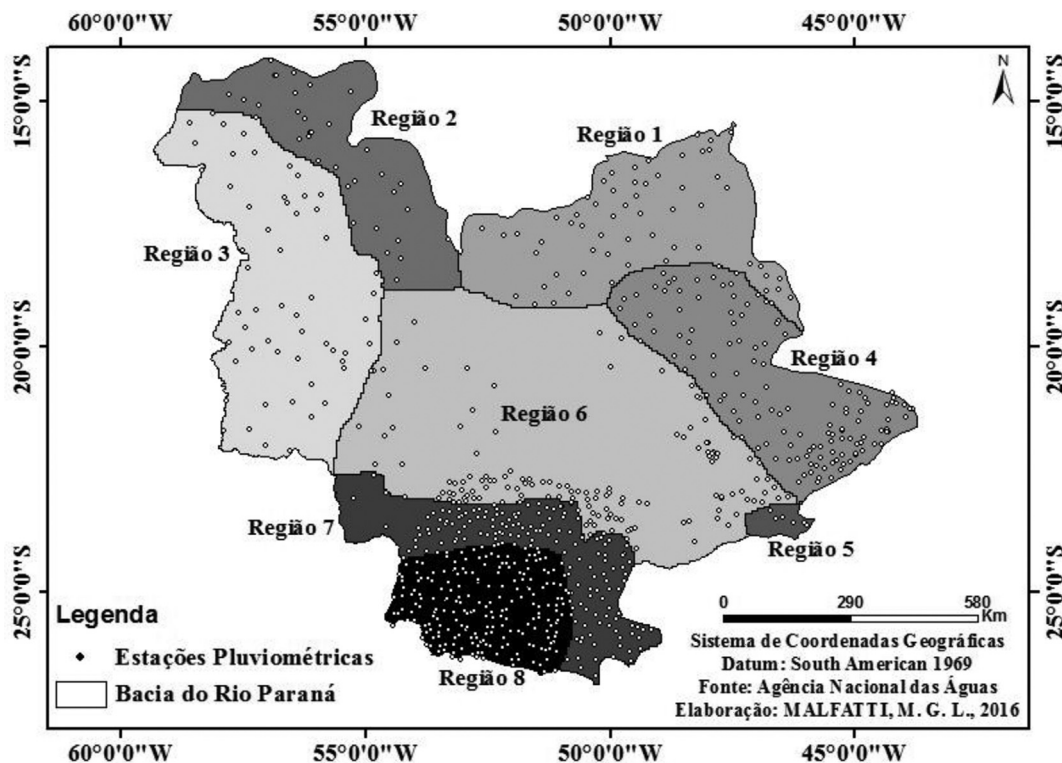 60°0'0"W 55°0'0"W 50°0'0"W 45°0'0"W
15°0'0"S
15°0'0"S
N
Região 2
Região 1
Região 3
20°0'0"S
20°0'0"S
Região 4
Região 6
Região 7
Região 5
25°0'0"S
25°0'0"S
Região 8
Legenda
Estações Pluviométricas
Bacia do Rio Paraná
0 290 580
Km
Sistema de Coordenadas Geográficas
Datum: South American 1969
Fonte: Agência Nacional das Águas
Elaboração: MALFATTI, M. G. L., 2016
60°0'0"W 55°0'0"W 50°0'0"W 45°0'0"W